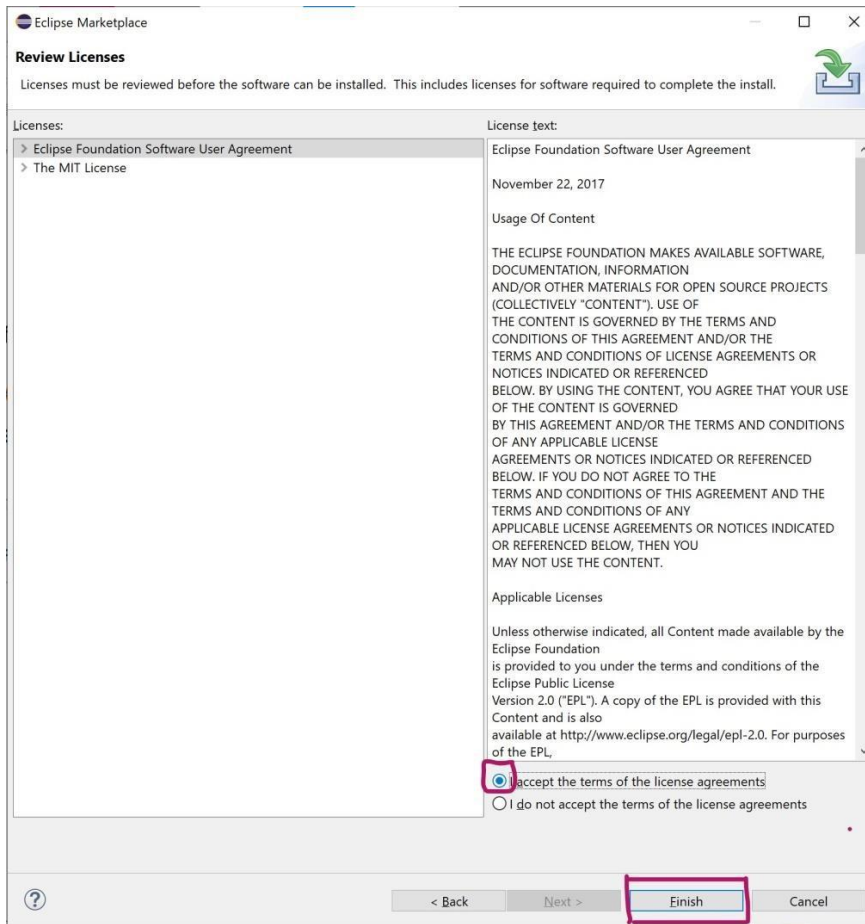 Eclipse Marketplace
Review Licenses
Licenses must be reviewed before the software can be installed. This includes licenses for software required to complete the install.
Licenses:
Eclipse Foundation Software User Agreement
The MIT License
License text:
Eclipse Foundation Software User Agreement
November 22, 2017
Usage Of Content
THE ECLIPSE FOUNDATION MAKES AVAILABLE SOFTWARE,
DOCUMENTATION, INFORMATION
AND/OR OTHER MATERIALS FOR OPEN SOURCE PROJECTS
(COLLECTIVELY "CONTENT"). USE OF
THE CONTENT IS GOVERNED BY THE TERMS AND
CONDITIONS OF THIS AGREEMENT AND/OR THE
TERMS AND CONDITIONS OF LICENSE AGREEMENTS OR
NOTICES INDICATED OR REFERENCED
BELOW. BY USING THE CONTENT, YOU AGREE THAT YOUR USE
OF THE CONTENT IS GOVERNED
BY THIS AGREEMENT AND/OR THE TERMS AND CONDITIONS
OF ANY APPLICABLE LICENSE
AGREEMENTS OR NOTICES INDICATED OR REFERENCED
BELOW. IF YOU DO NOT AGREE TO THE
TERMS AND CONDITIONS OF THIS AGREEMENT AND THE
TERMS AND CONDITIONS OF ANY
APPLICABLE LICENSE AGREEMENTS OR NOTICES INDICATED
OR REFERENCED BELOW, THEN YOU
MAY NOT USE THE CONTENT.
Applicable Licenses
Unless otherwise indicated, all Content made available by the
Eclipse Foundation
is provided to you under the terms and conditions of the
Eclipse Public License
Version 2.0 ("EPL"). A copy of the EPL is provided with this
Content and is also
available at http://www.eclipse.org/legal/epl-2.0. For purposes
of the EPL,
I accept the terms of the license agreements
I do not accept the terms of the license agreements
< Back
Next >
Finish
Cancel